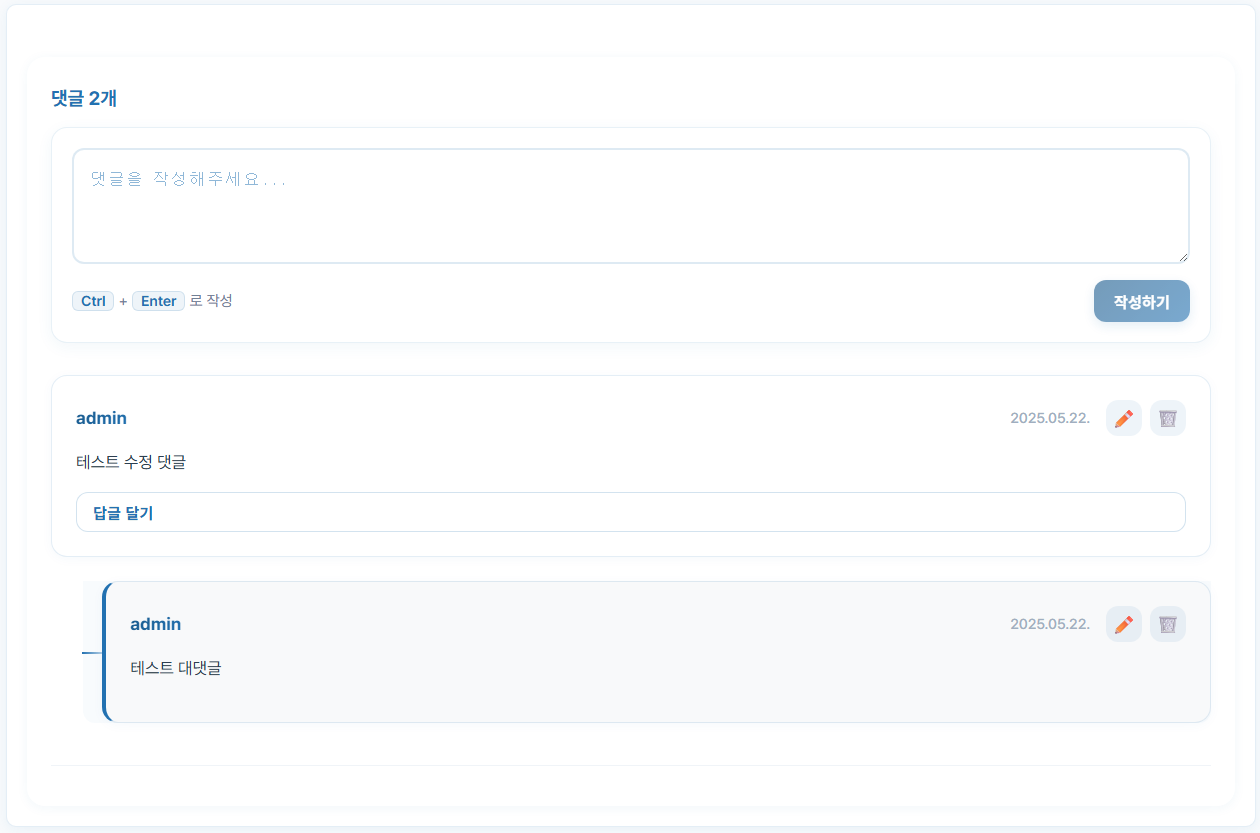 댓글 2개
댓글을 작성해주세요...
Ctrl + Enter 로 작성
작성하기
admin
2025.05.22.
테스트 수정 댓글
답글 달기
admin
2025.05.22.
테스트 대댓글